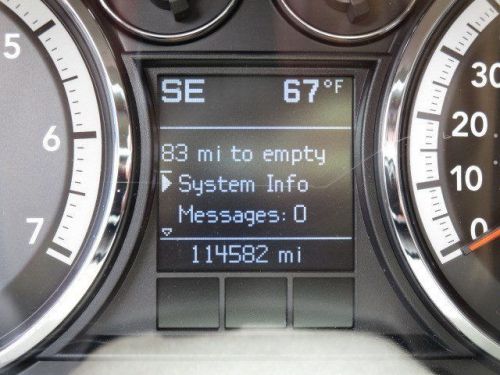 SE 67°F
83 mi to empty
System Info
Messages: 0
114582 mi
5
6
7
30
20
10
0